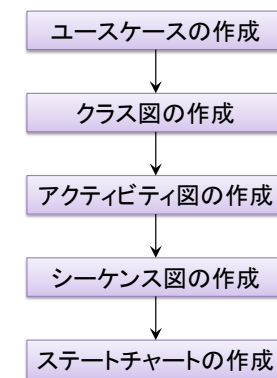 ユースケースの作成
クラス図の作成
アクティビティ図の作成
シーケンス図の作成
ステートチャートの作成